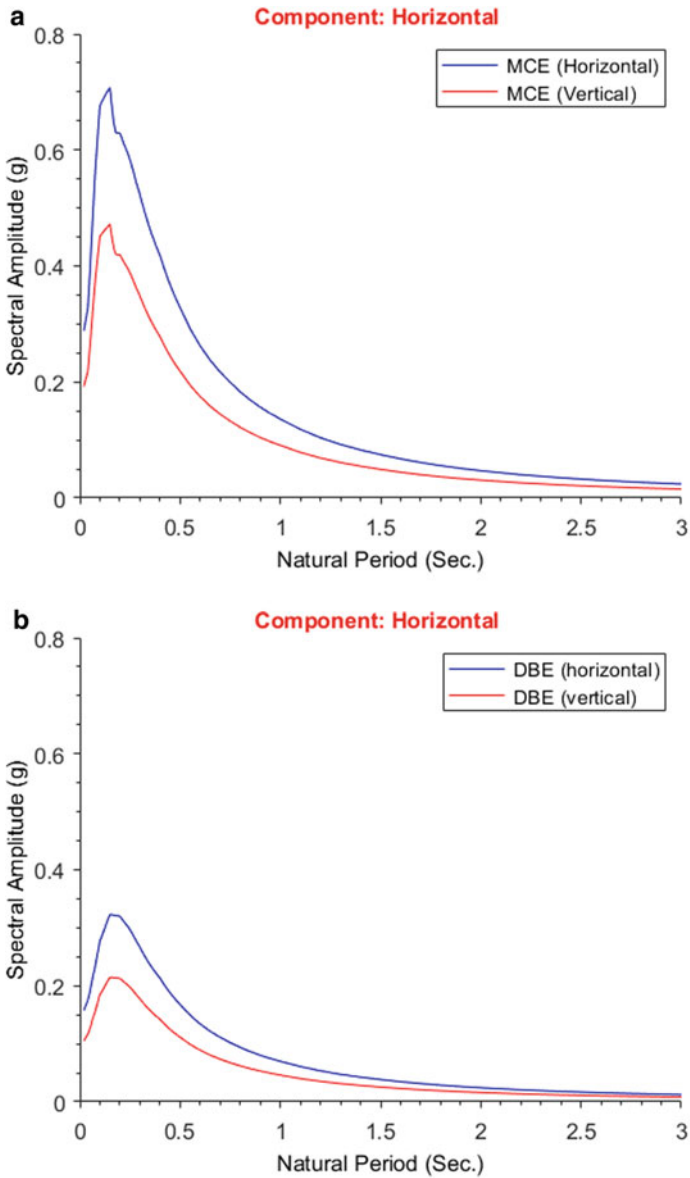 a
Component: Horizontal
MCE (Horizontal)
MCE (Vertical)
Spectral Amplitude (g)
0.8
0.6
0.4
0.2
0
0 0.5 1 1.5 2 2.5 3
Natural Period (Sec.)
b
Component: Horizontal
DBE (horizontal)
DBE (vertical)
Spectral Amplitude (g)
0.8
0.6
0.4
0.2
0
0 0.5 1 1.5 2 2.5 3
Natural Period (Sec.)